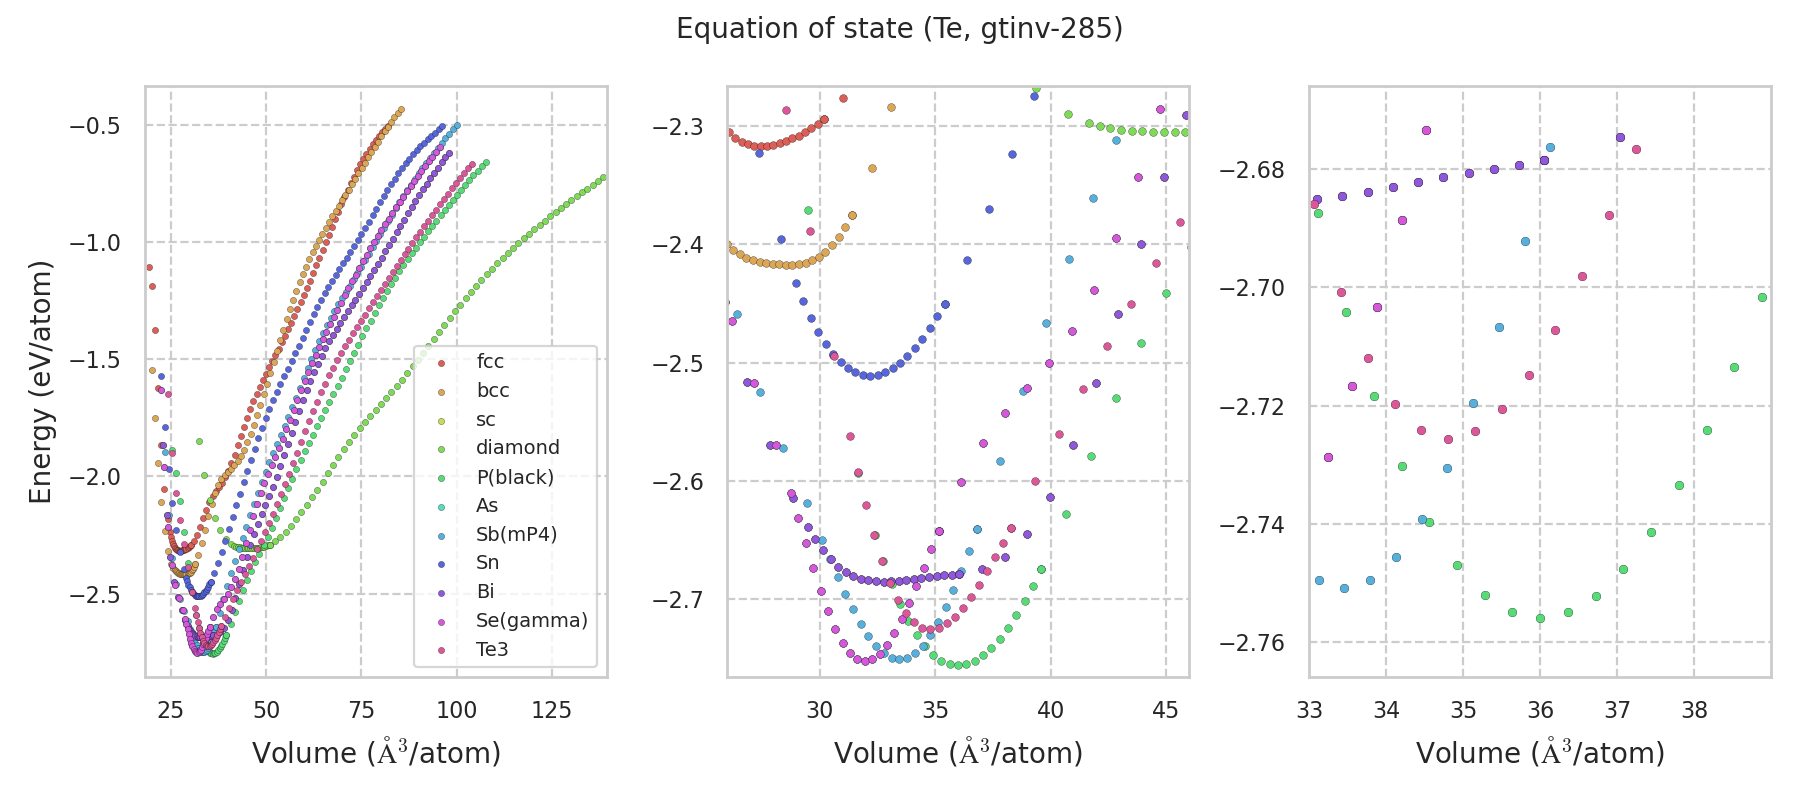 Equation of state (Te, gtinv-285)
Energy (eV/atom)
−0.5
−1.0
−1.5
−2.0
−2.5
25 50 75 100 125
Volume (Å³/atom)
fcc
bcc
sc
diamond
P(black)
As
Sb(mP4)
Sn
Bi
Se(gamma)
Te3
−2.3
−2.4
−2.5
−2.6
−2.7
30 35 40 45
Volume (Å³/atom)
−2.68
−2.70
−2.72
−2.74
−2.76
33 34 35 36 37 38
Volume (Å³/atom)